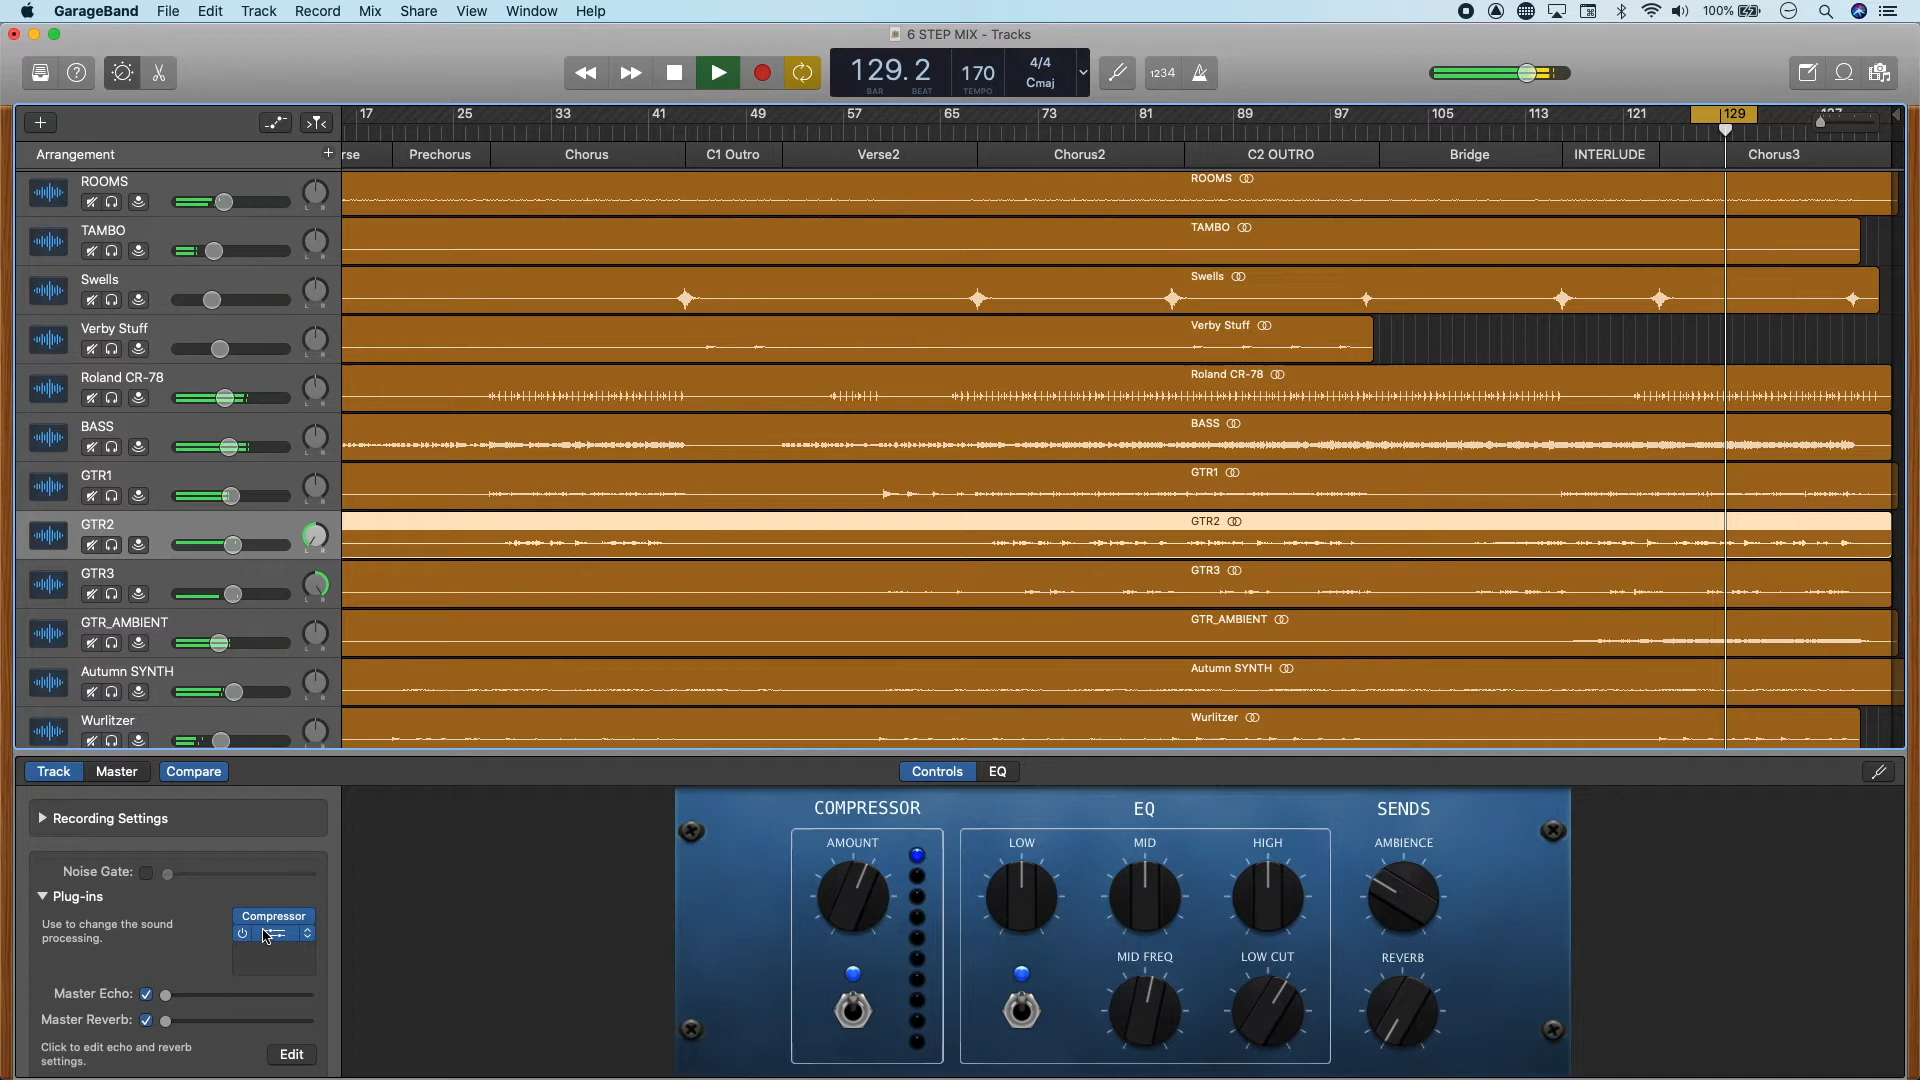 GarageBand File Edit Track Record Mix Share View Window Help 100%
6 STEP MIX - Tracks
129. 2 170 4/4 Cmaj
BAR BEAT TEMPO
1234
17 25 33 41 49 57 65 73 81 89 97 105 113 121 129
Arrangement + rse Prechorus Chorus C1 Outro Verse2 Chorus2 C2 OUTRO Bridge INTERLUDE Chorus3
ROOMS ROOMS
L R
TAMBO TAMBO
L R
Swells Swells
L R
Verby Stuff Verby Stuff
L R
Roland CR-78 Roland CR-78
L R
BASS BASS
L R
GTR1 GTR1
L R
GTR2 GTR2
L R
GTR3 GTR3
L R
GTR_AMBIENT GTR_AMBIENT
L R
Autumn SYNTH Autumn SYNTH
L R
Wurlitzer Wurlitzer
L R
Track Master Compare Controls EQ
Recording Settings
Noise Gate:
Plug-ins
Use to change the sound
processing.
Compressor
Master Echo:
Master Reverb:
Click to edit echo and reverb
settings.
Edit
COMPRESSOR EQ SENDS
AMOUNT LOW MID HIGH AMBIENCE
MID FREQ LOW CUT REVERB